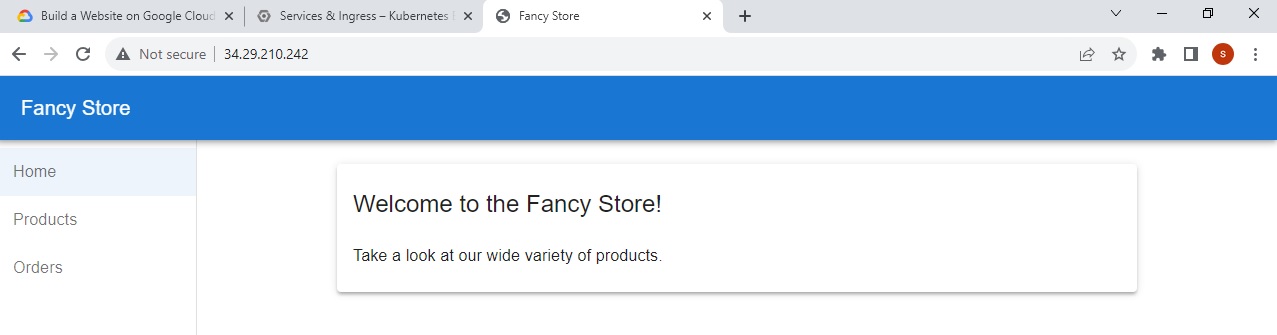 Build a Website on Google Cloud
Services & Ingress – Kubernetes E
Fancy Store
Not secure
34.29.210.242
S
Fancy Store
Home
Products
Orders
Welcome to the Fancy Store!
Take a look at our wide variety of products.